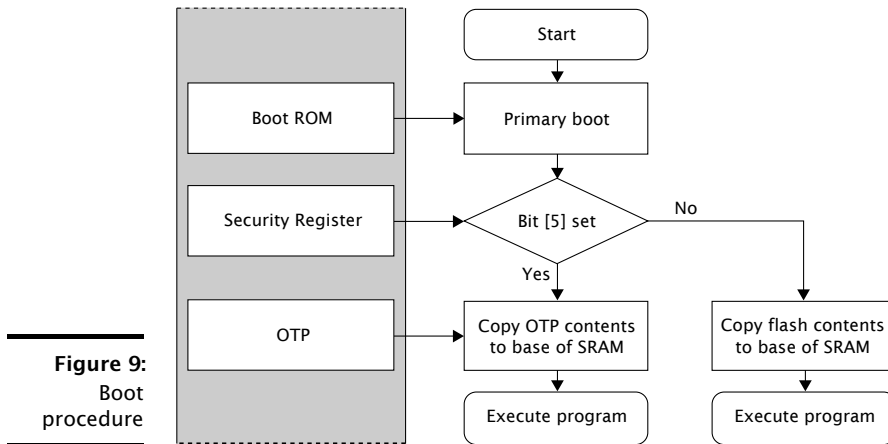 Start
Boot ROM
Primary boot
Security Register
Bit [5] set
No
Yes
OTP
Copy OTP contents
to base of SRAM
Copy flash contents
to base of SRAM
Execute program
Execute program
Figure 9:
Boot
procedure